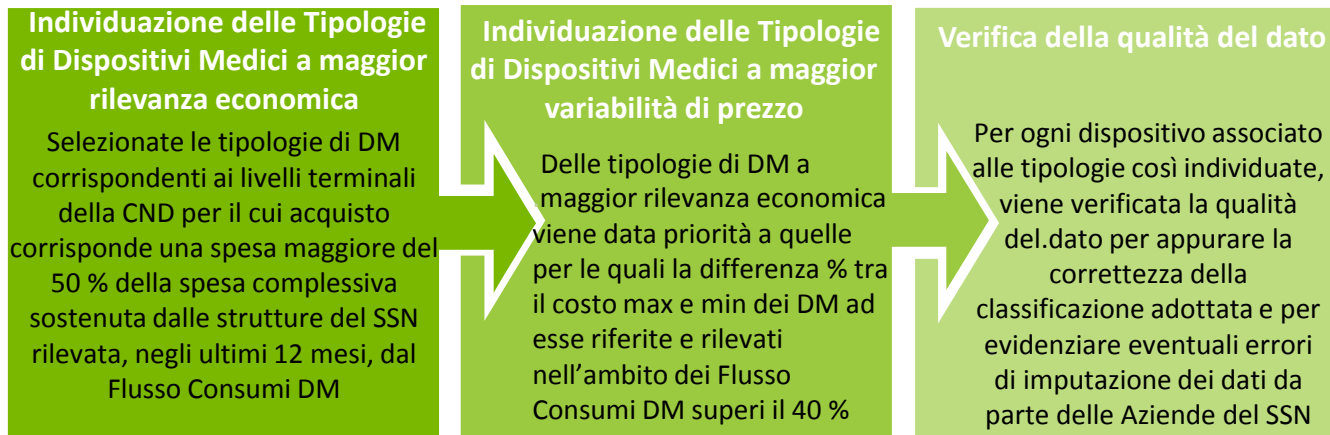 Individuazione delle Tipologie
di Dispositivi Medici a maggior
rilevanza economica
Selezionate le tipologie di DM
corrispondenti ai livelli terminali
della CND per il cui acquisto
corrisponde una spesa maggiore del
50 % della spesa complessiva
sostenuta dalle strutture del SSN
rilevata, negli ultimi 12 mesi, dal
Flusso Consumi DM
Individuazione delle Tipologie
di Dispositivi Medici a maggior
variabilità di prezzo
Delle tipologie di DM a
maggior rilevanza economica
viene data priorità a quelle
per le quali la differenza % tra
il costo max e min dei DM ad
esse riferite e rilevati
nell'ambito dei Flusso
Consumi DM superi il 40 %
Verifica della qualità del dato
Per ogni dispositivo associato
alle tipologie così individuate,
viene verificata la qualità
del.dato per appurare la
correttezza della
classificazione adottata e per
evidenziare eventuali errori
di imputazione dei dati da
parte delle Aziende del SSN